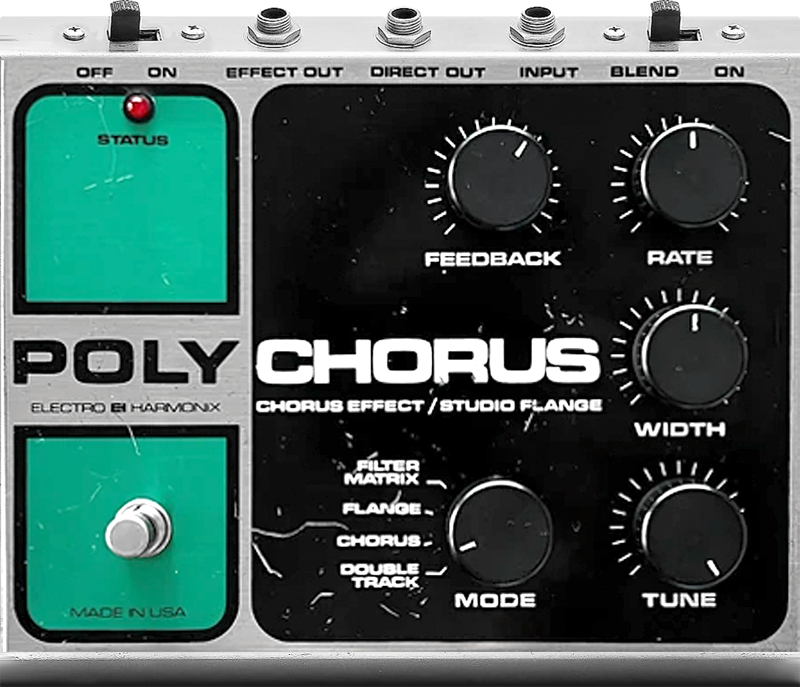 OFF ON EFFECT OUT DIRECT OUT INPUT BLEND ON
STATUS
FEEDBACK RATE
POLY CHORUS
ELECTRO EH HARMONIX
CHORUS EFFECT / STUDIO FLANGE
WIDTH
FILTER
MATRIX
FLANGE
CHORUS
DOUBLE
TRACK
MODE TUNE
MADE IN USA